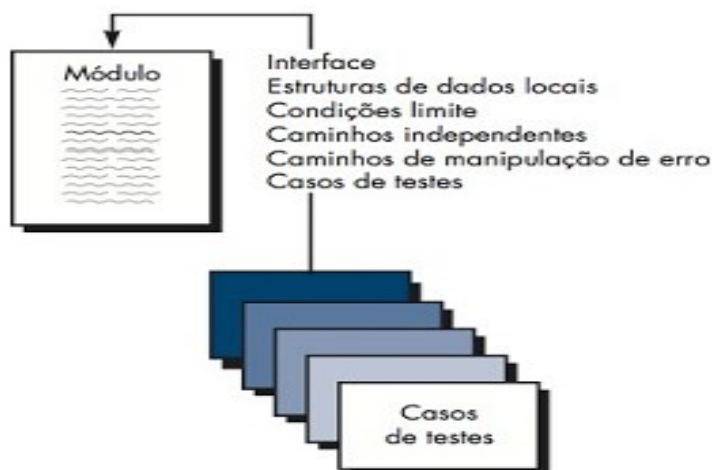 Módulo
Interface
Estruturas de dados locais
Condições limite
Caminhos independentes
Caminhos de manipulação de erro
Casos de testes
Casos
de testes